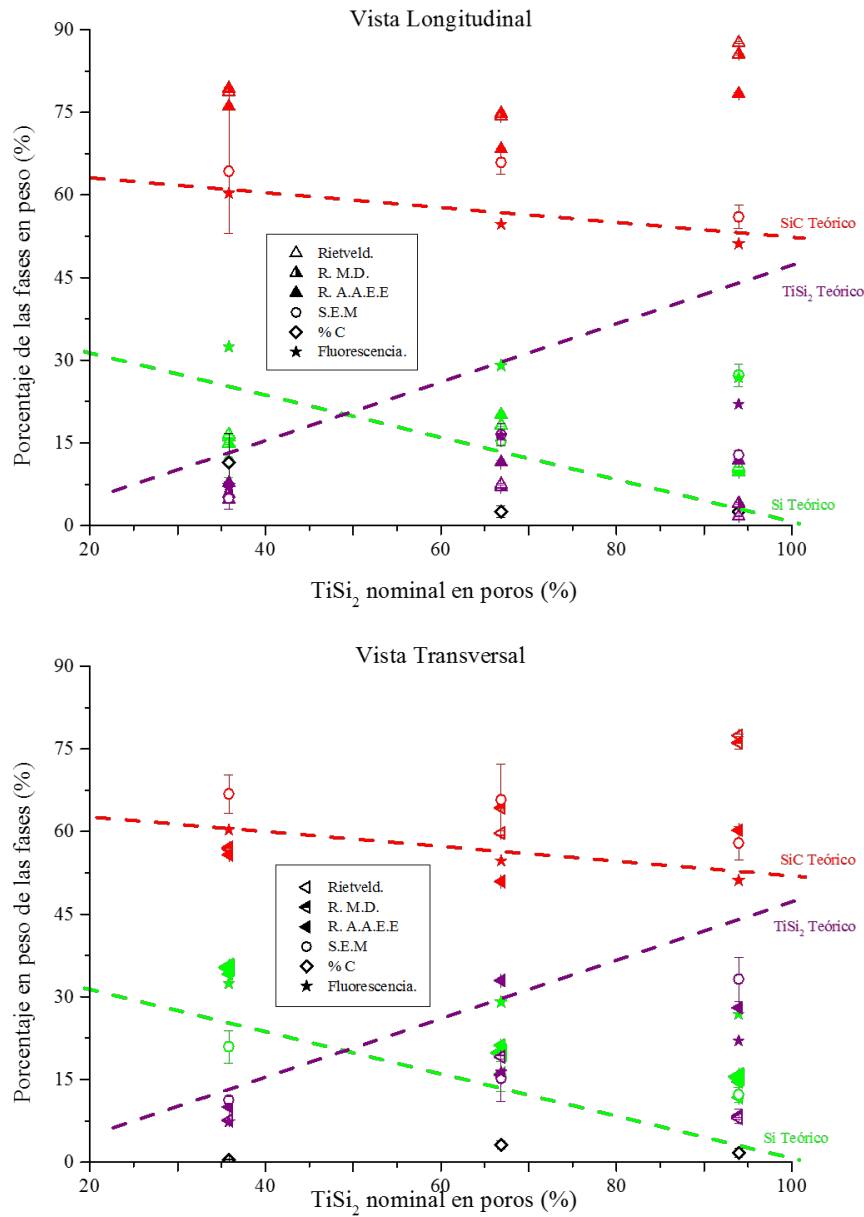 Vista Longitudinal
90
75
60
45
30
15
0
Porcentaje de las fases en peso (%)
SiC Teórico
TiSi2 Teórico
Si Teórico
Rietveld.
R. M.D.
R. A.A.E.E
S.E.M
% C
Fluorescencia.
20
40
60
80
100
TiSi2 nominal en poros (%)
Vista Transversal
90
75
60
45
30
15
0
Porcentaje en peso de las fases (%)
SiC Teórico
TiSi2 Teórico
Si Teórico
Rietveld.
R. M.D.
R. A.A.E.E
S.E.M
% C
Fluorescencia.
20
40
60
80
100
TiSi2 nominal en poros (%)